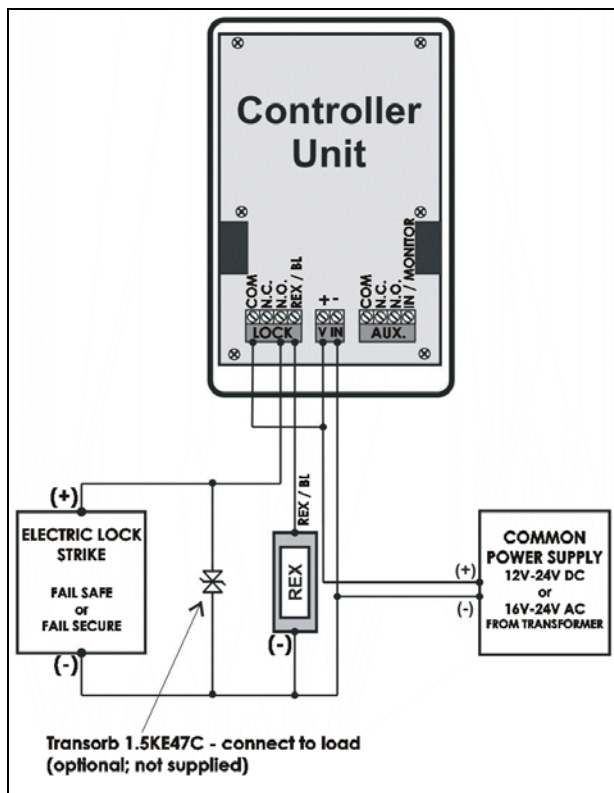 Controller
Unit
COM
N.C.
N.O.
REX / BL
LOCK
+ -
V IN
COM
N.C.
N.O.
IN / MONITOR
AUX.
(+)
ELECTRIC LOCK
STRIKE
FAIL SAFE
or
FAIL SECURE
(-)
REX / BL
REX
(-)
(+)
(-)
COMMON
POWER SUPPLY
12V-24V DC
or
16V-24V AC
FROM TRANSFORMER
Transorb 1.5KE47C - connect to load
(optional; not supplied)